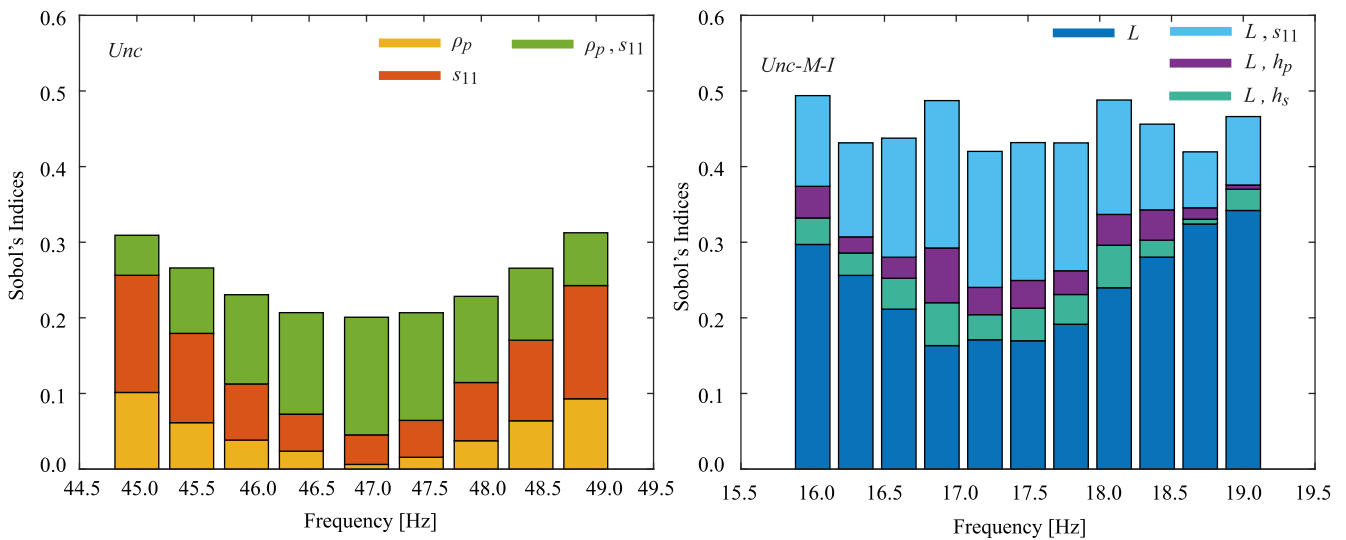 0.6
0.5
0.4
0.3
0.2
0.1
0.0
Sobol's Indices
Unc
ρp
s11
ρp , s11
44.5 45.0 45.5 46.0 46.5 47.0 47.5 48.0 48.5 49.0 49.5
Frequency [Hz]
0.6
0.5
0.4
0.3
0.2
0.1
0.0
Sobol's Indices
Unc-M-I
L
L , s11
L , hp
L , hs
15.5 16.0 16.5 17.0 17.5 18.0 18.5 19.0 19.5
Frequency [Hz]